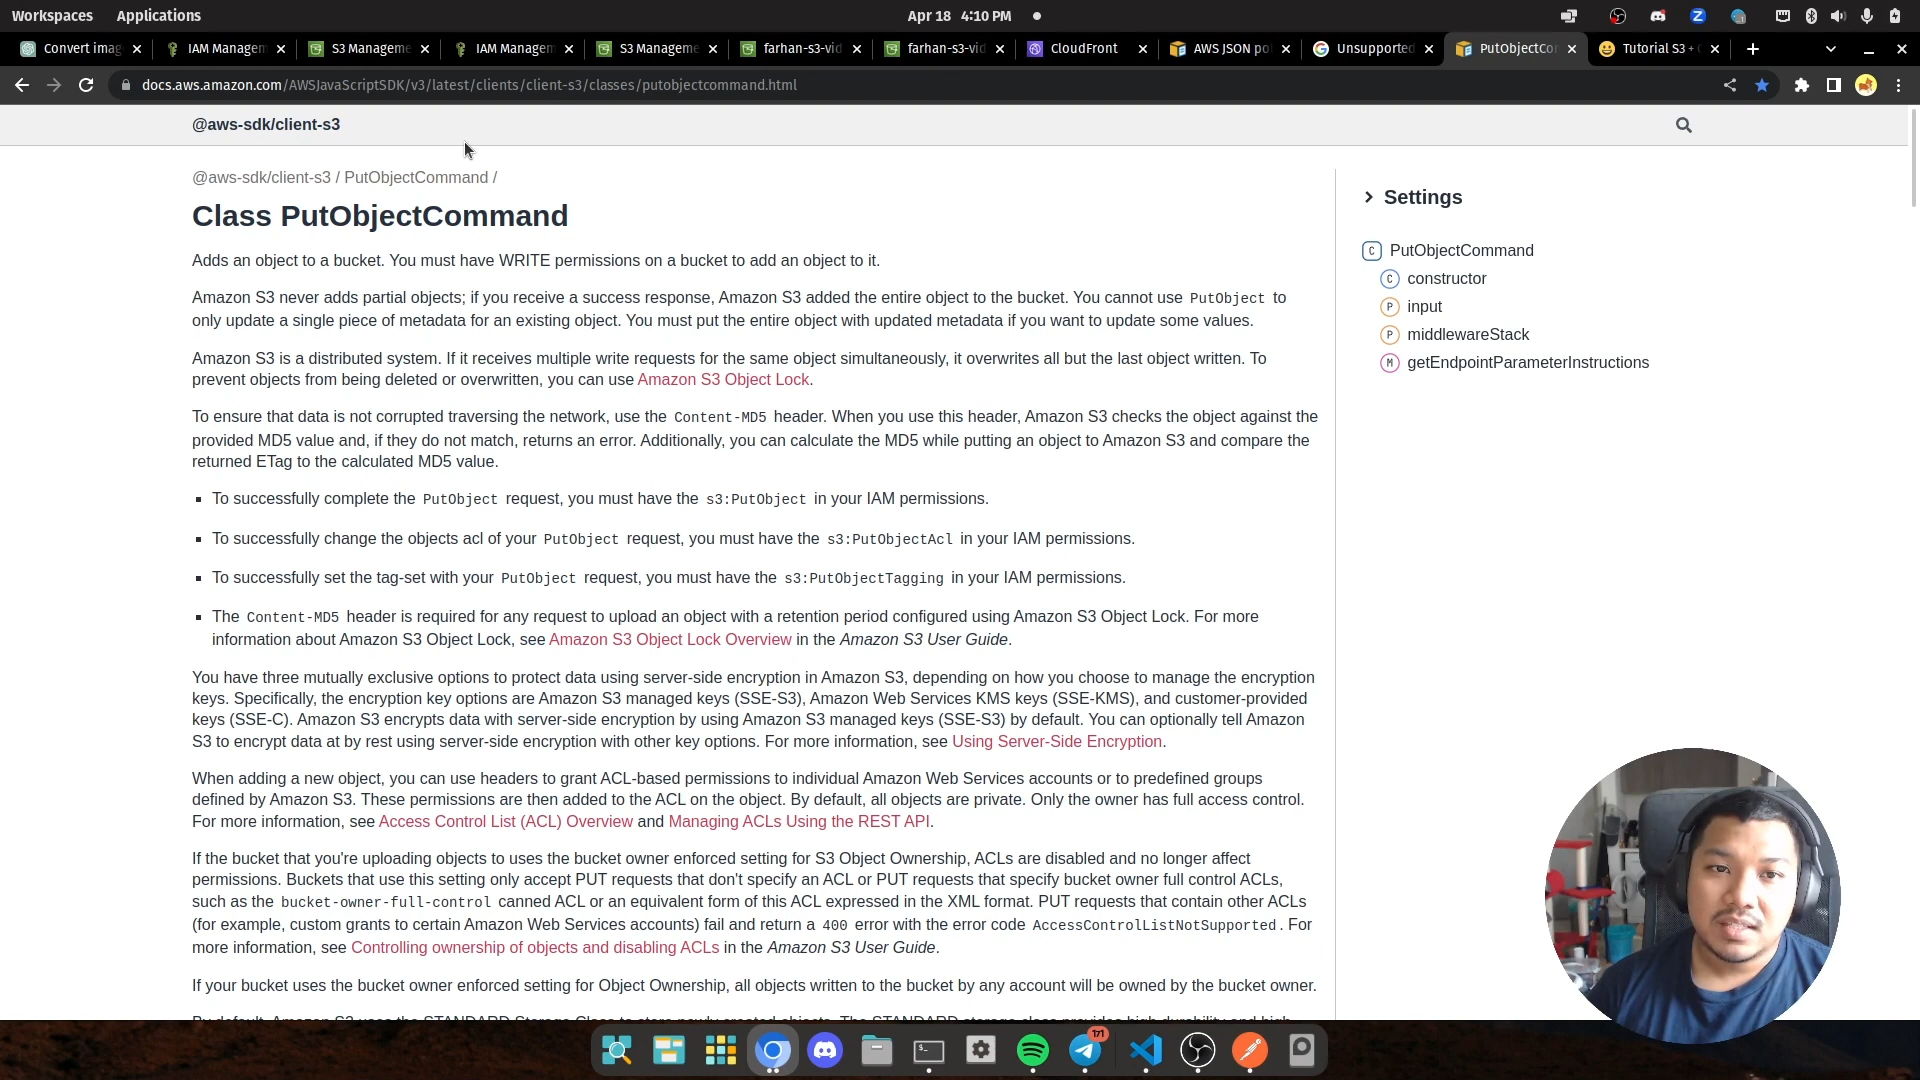 Workspaces Applications Apr 18 4:10 PM
Convert imag IAM Managem S3 Manageme IAM Managem S3 Manageme farhan-s3-vid farhan-s3-vid CloudFront AWS JSON po Unsupported PutObjectCo Tutorial S3 +
docs.aws.amazon.com/AWSJavaScriptSDK/v3/latest/clients/client-s3/classes/putobjectcommand.html
@aws-sdk/client-s3
@aws-sdk/client-s3 / PutObjectCommand /
Class PutObjectCommand
Adds an object to a bucket. You must have WRITE permissions on a bucket to add an object to it.
Amazon S3 never adds partial objects; if you receive a success response, Amazon S3 added the entire object to the bucket. You cannot use PutObject to
only update a single piece of metadata for an existing object. You must put the entire object with updated metadata if you want to update some values.
Amazon S3 is a distributed system. If it receives multiple write requests for the same object simultaneously, it overwrites all but the last object written. To
prevent objects from being deleted or overwritten, you can use Amazon S3 Object Lock.
To ensure that data is not corrupted traversing the network, use the Content-MD5 header. When you use this header, Amazon S3 checks the object against the
provided MD5 value and, if they do not match, returns an error. Additionally, you can calculate the MD5 while putting an object to Amazon S3 and compare the
returned ETag to the calculated MD5 value.
To successfully complete the PutObject request, you must have the s3:PutObject in your IAM permissions.
To successfully change the objects acl of your PutObject request, you must have the s3:PutObjectAcl in your IAM permissions.
To successfully set the tag-set with your PutObject request, you must have the s3:PutObjectTagging in your IAM permissions.
The Content-MD5 header is required for any request to upload an object with a retention period configured using Amazon S3 Object Lock. For more
information about Amazon S3 Object Lock, see Amazon S3 Object Lock Overview in the Amazon S3 User Guide.
You have three mutually exclusive options to protect data using server-side encryption in Amazon S3, depending on how you choose to manage the encryption
keys. Specifically, the encryption key options are Amazon S3 managed keys (SSE-S3), Amazon Web Services KMS keys (SSE-KMS), and customer-provided
keys (SSE-C). Amazon S3 encrypts data with server-side encryption by using Amazon S3 managed keys (SSE-S3) by default. You can optionally tell Amazon
S3 to encrypt data at by rest using server-side encryption with other key options. For more information, see Using Server-Side Encryption.
When adding a new object, you can use headers to grant ACL-based permissions to individual Amazon Web Services accounts or to predefined groups
defined by Amazon S3. These permissions are then added to the ACL on the object. By default, all objects are private. Only the owner has full access control.
For more information, see Access Control List (ACL) Overview and Managing ACLs Using the REST API.
If the bucket that you're uploading objects to uses the bucket owner enforced setting for S3 Object Ownership, ACLs are disabled and no longer affect
permissions. Buckets that use this setting only accept PUT requests that don't specify an ACL or PUT requests that specify bucket owner full control ACLs,
such as the bucket-owner-full-control canned ACL or an equivalent form of this ACL expressed in the XML format. PUT requests that contain other ACLs
(for example, custom grants to certain Amazon Web Services accounts) fail and return a 400 error with the error code AccessControlListNotSupported. For
more information, see Controlling ownership of objects and disabling ACLs in the Amazon S3 User Guide.
If your bucket uses the bucket owner enforced setting for Object Ownership, all objects written to the bucket by any account will be owned by the bucket owner.
By default, Amazon S3 uses the STANDARD Storage Class to store newly created objects. The STANDARD storage class provides high durability and high
Settings
C PutObjectCommand
C constructor
P input
P middlewareStack
M getEndpointParameterInstructions
171